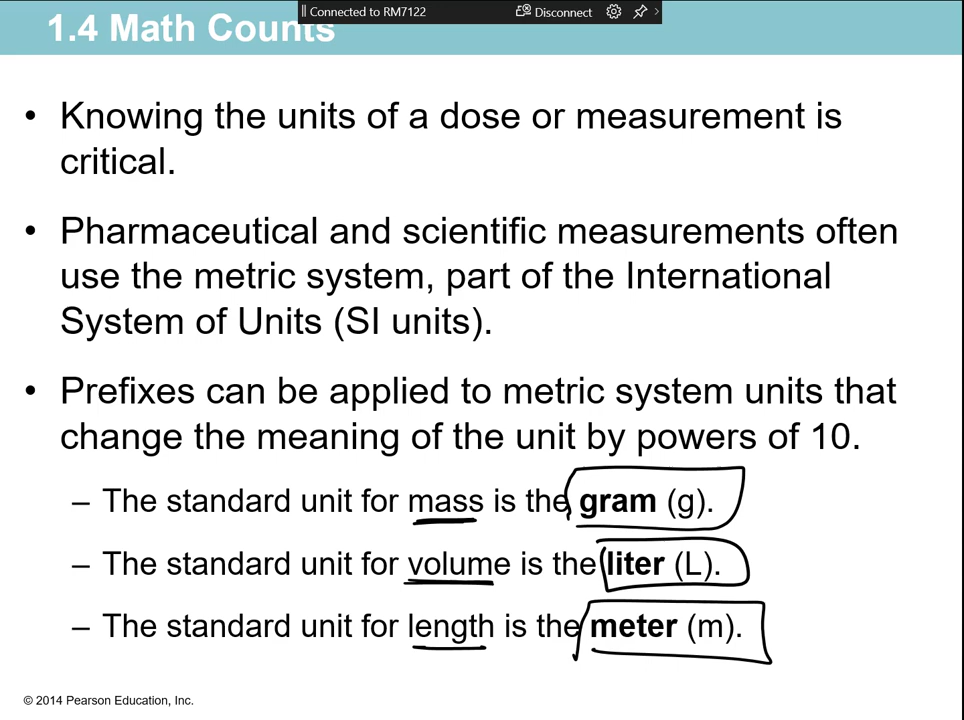 Connected to RM7122 Disconnect
1.4 Math Counts
• Knowing the units of a dose or measurement is
critical.
• Pharmaceutical and scientific measurements often
use the metric system, part of the International
System of Units (SI units).
• Prefixes can be applied to metric system units that
change the meaning of the unit by powers of 10.
– The standard unit for mass is the gram (g).
– The standard unit for volume is the liter (L).
– The standard unit for length is the meter (m).
© 2014 Pearson Education, Inc.